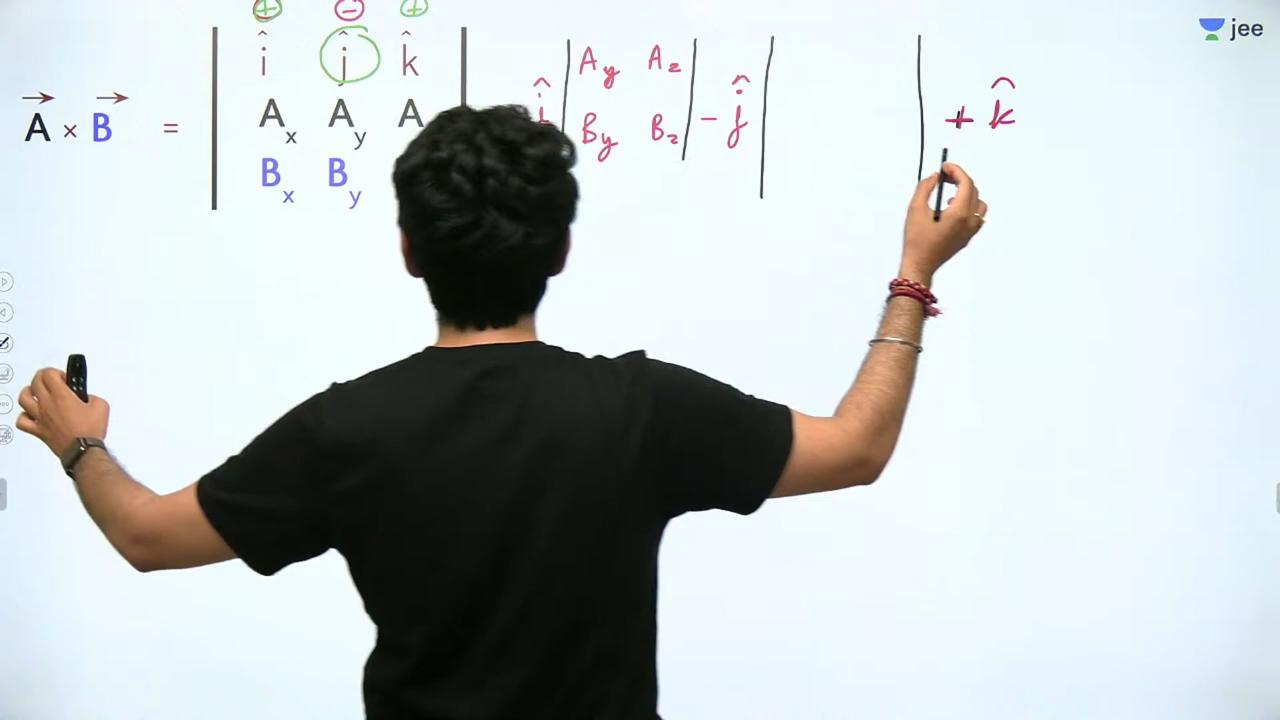 jee
⊕ ⊖ ⊕
A⃗ × B⃗ = | î ĵ k̂ |
A_x A_y A
B_x B_y
î | A_y A_z | - ĵ | | + k̂
B_y B_z